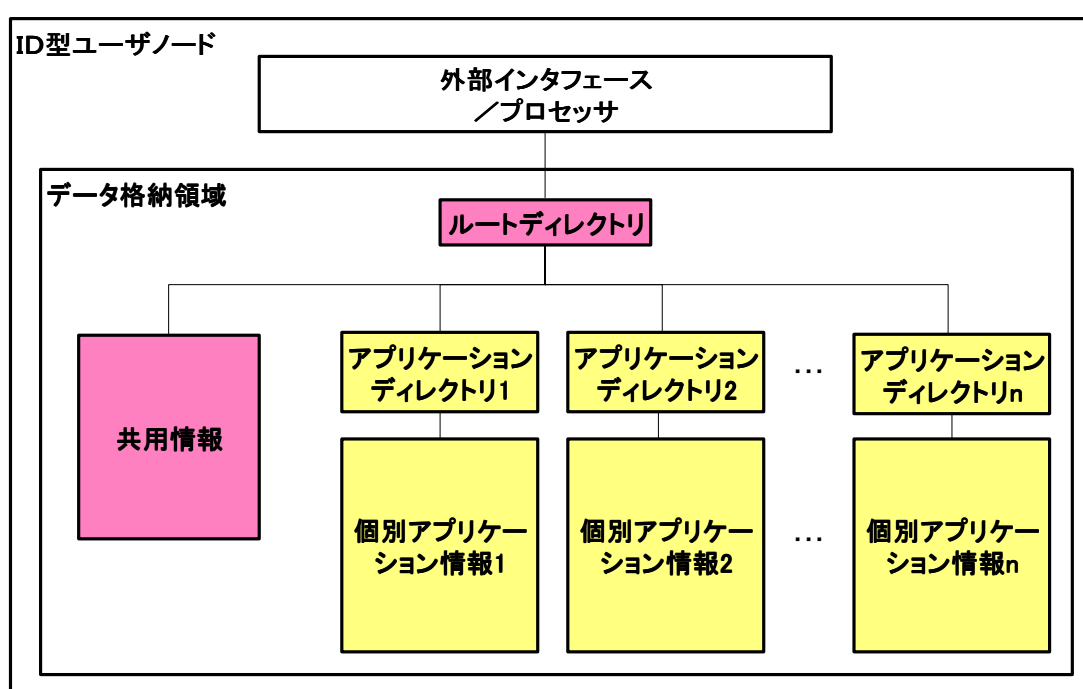 ID型ユーザノード
外部インタフェース
／プロセッサ
データ格納領域
ルートディレクトリ
アプリケーション
ディレクトリ1
アプリケーション
ディレクトリ2
...
アプリケーション
ディレクトリn
共用情報
個別アプリケー
ション情報1
個別アプリケー
ション情報2
...
個別アプリケー
ション情報n